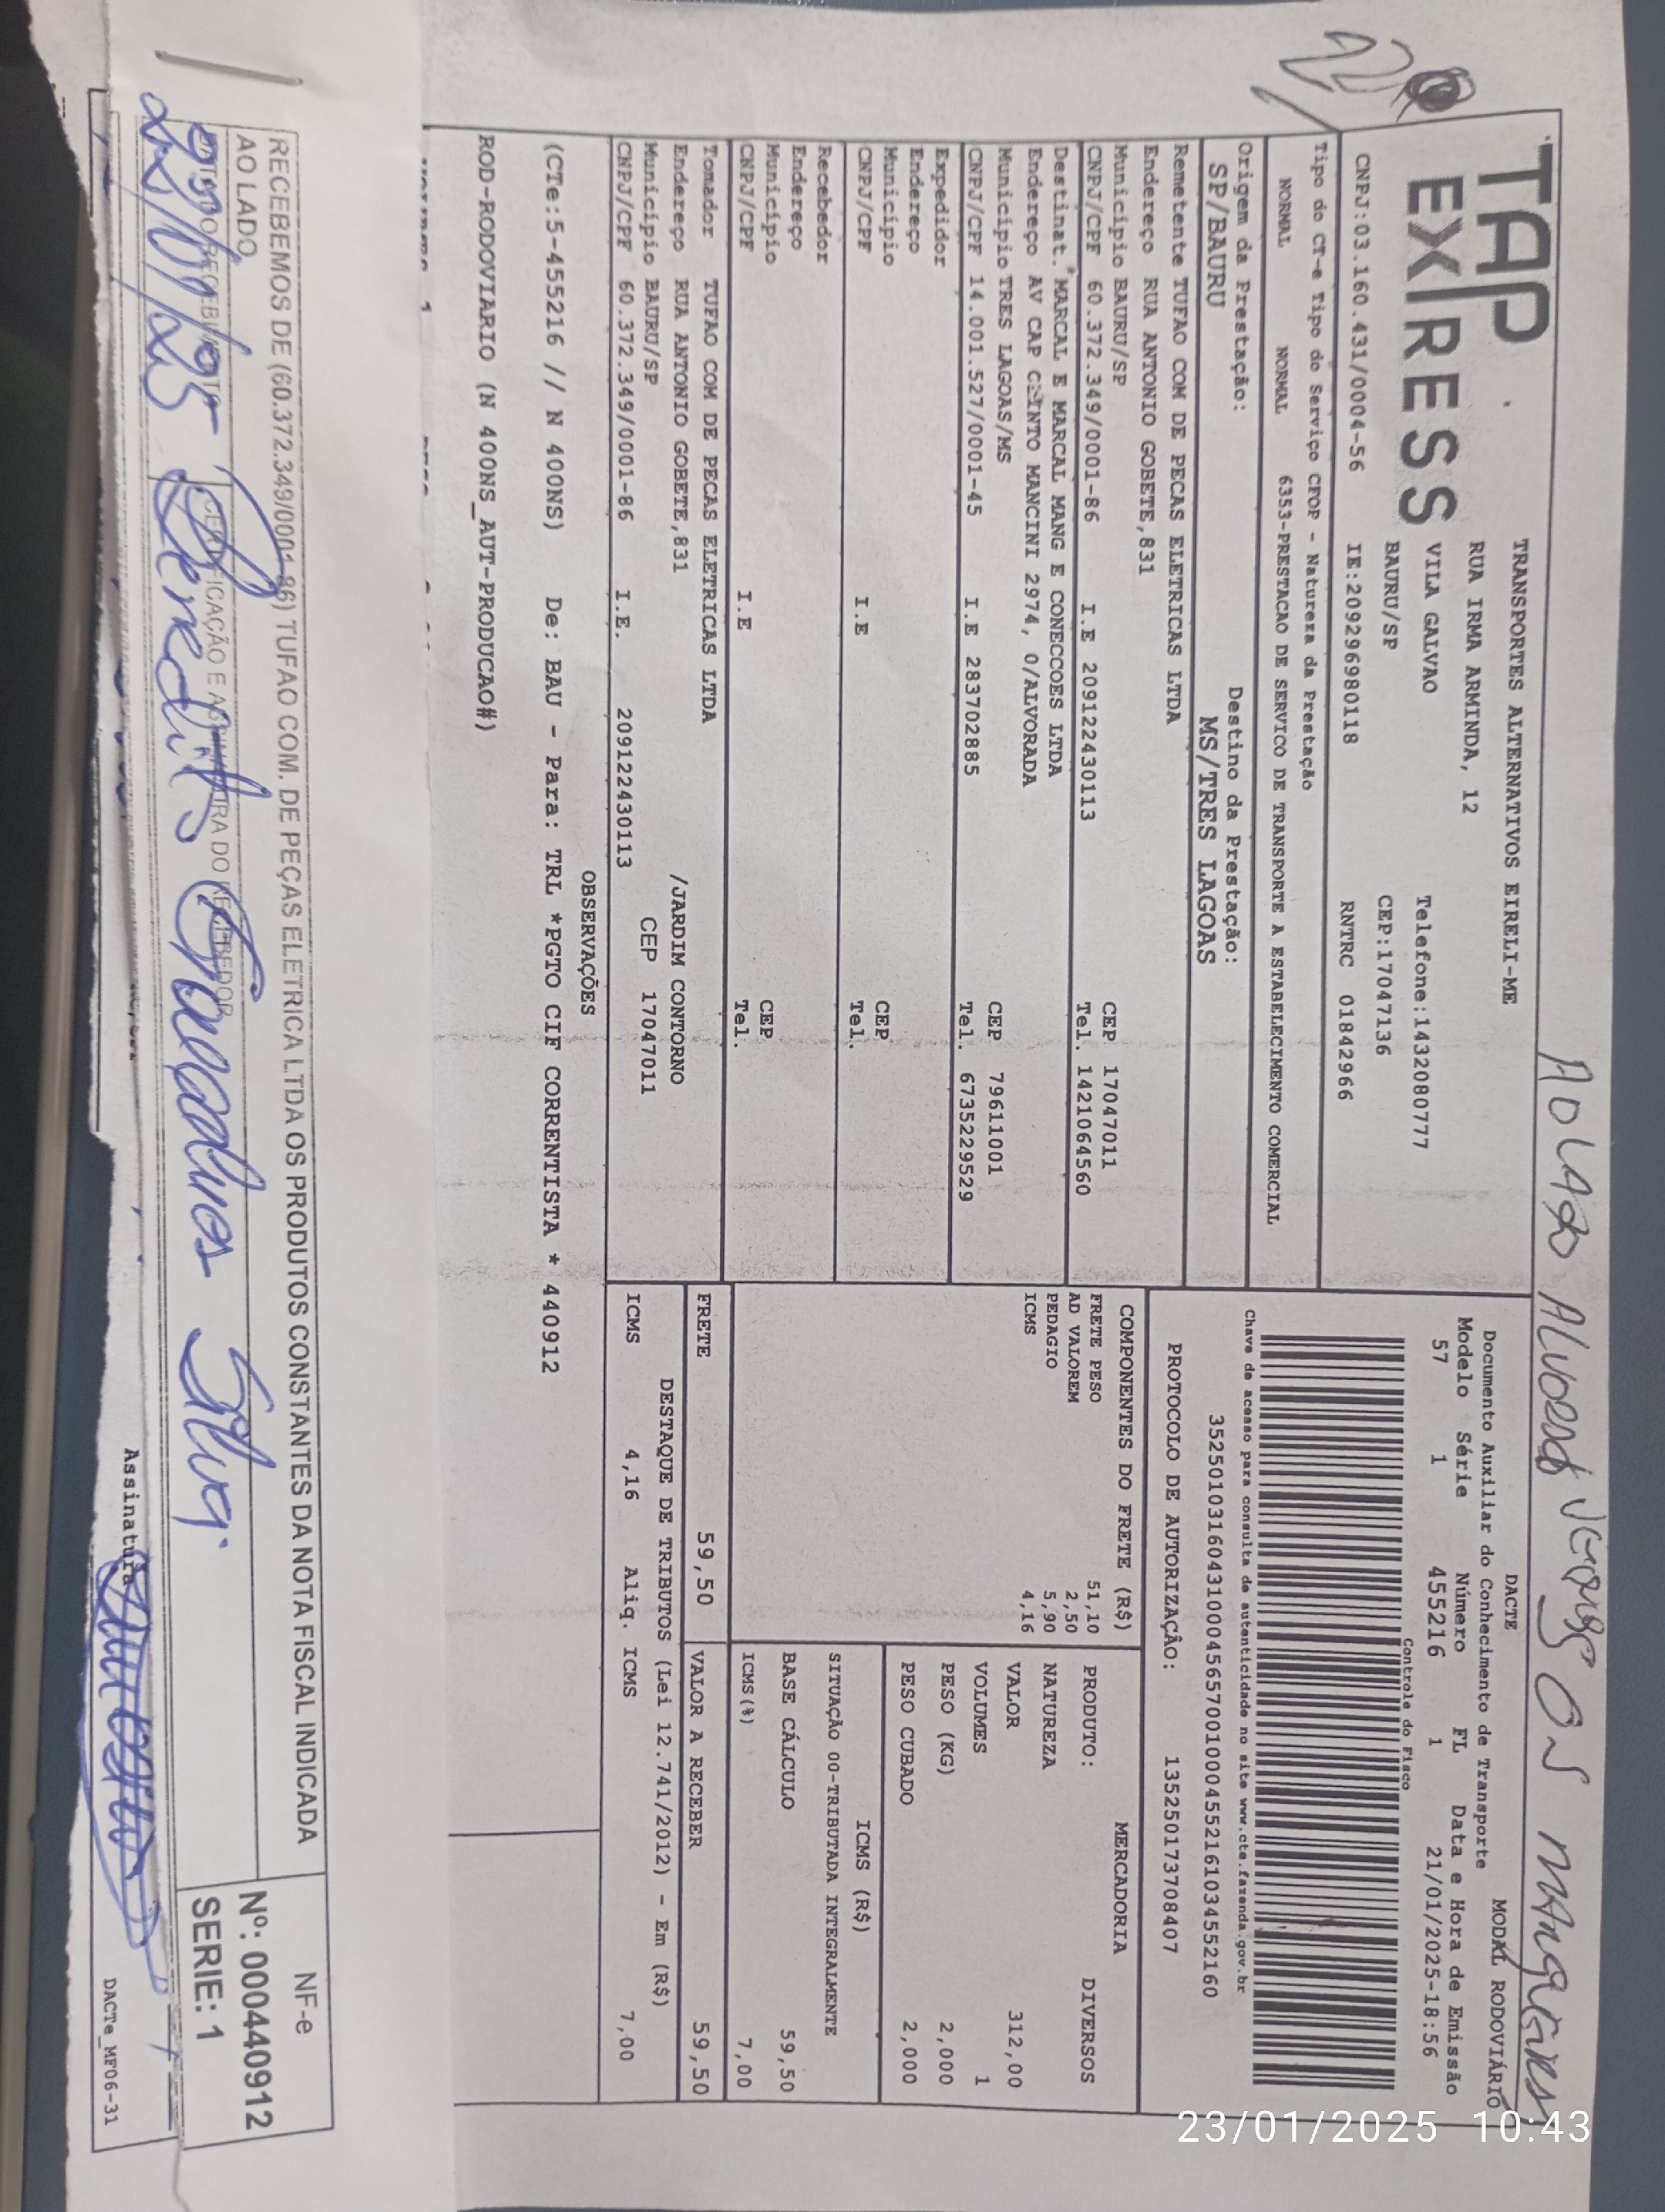 AO LADO ALVORAD
TAP
EXPRESS
TRANSPORTES ALTERNATIVOS EIRELI-ME
RUA IRMA ARMINDA, 12
VILA GALVAO
Telefone:1432080777
BAURU/SP
CEP:17047136
CNPJ:03.160.431/0004-56 IE:209296980118 RNTRC 01842966
DACTE
MODAL RODOVIÁRIO
Documento Auxiliar do Conhecimento de Transporte
Modelo Série Número FL Data e Hora de Emissão
57 1 455216 1 21/01/2025-18:56
Controle do Fisco
Tipo do CT-e Tipo do Serviço CFOP - Natureza da Prestação
NORMAL NORMAL 6353-PRESTACAO DE SERVICO DE TRANSPORTE A ESTABELECIMENTO COMERCIAL
Chave de acesso para consulta de autenticidade no site www.cte.fazenda.gov.br
35250103160431000456570010004552161034552160
Origem da Prestação: Destino da Prestação:
SP/BAURU MS/TRES LAGOAS
PROTOCOLO DE AUTORIZAÇÃO: 135250173708407
Remetente TUFAO COM DE PECAS ELETRICAS LTDA
Endereço RUA ANTONIO GOBETE,831
Município BAURU/SP CEP 17047011
CNPJ/CPF 60.372.349/0001-86 I.E 209122430113 Tel. 1421064560
Destinat. MARCAL E MARCAL MANG E CONECCOES LTDA
Endereço AV CAP CINTO MANCINI 2974, 0/ALVORADA
Município TRES LAGOAS/MS CEP 79611001
CNPJ/CPF 14.001.527/0001-45 I.E 283702885 Tel. 6735229529
Expedidor
Endereço
Município CEP
CNPJ/CPF I.E Tel.
Recebedor
Endereço
Município CEP
CNPJ/CPF I.E Tel.
Tomador TUFAO COM DE PECAS ELETRICAS LTDA
Endereço RUA ANTONIO GOBETE,831 /JARDIM CONTORNO
Município BAURU/SP CEP 17047011
CNPJ/CPF 60.372.349/0001-86 I.E. 209122430113
COMPONENTES DO FRETE (R$)
FRETE PESO 51,10
AD VALOREM 2,50
PEDAGIO 5,90
ICMS 4,16
MERCADORIA
PRODUTO: DIVERSOS
NATUREZA
VALOR 312,00
VOLUMES 1
PESO (KG) 2,000
PESO CUBADO 2,000
ICMS (R$)
SITUAÇÃO 00-TRIBUTADA INTEGRALMENTE
BASE CÁLCULO 59,50
ICMS(%) 7,00
FRETE 59,50 VALOR A RECEBER 59,50
DESTAQUE DE TRIBUTOS (Lei 12.741/2012) - Em (R$)
ICMS 4,16 Aliq. ICMS 7,00
OBSERVAÇÕES
(CTe:5-455216 // N 400NS) De: BAU - Para: TRL *PGTO CIF CORRENTISTA * 440912
ROD-RODOVIARIO (N 400NS_AUT-PRODUCAO#)
RECEBEMOS DE (60.372.349/0001-86) TUFAO COM. DE PEÇAS ELETRICA LTDA OS PRODUTOS CONSTANTES DA NOTA FISCAL INDICADA
AO LADO
NF-e
Nº: 000440912
SERIE: 1
DATA DO RECEBIMENTO
IDENTIFICAÇÃO E ASSINATURA DO RECEBEDOR
Silva
Assinatura
DACTe_MF06-31
23/01/2025 10:43